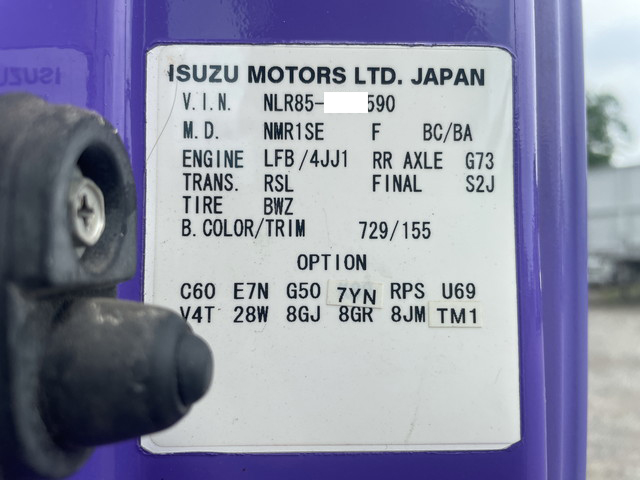 ISUZU MOTORS LTD. JAPAN
V.I.N. NLR85- 590
M.D. NMR1SE F BC/BA
ENGINE LFB/4JJ1 RR AXLE G73
TRANS. RSL FINAL S2J
TIRE BWZ
B.COLOR/TRIM 729/155
OPTION
C60 E7N G50 7YN RPS U69
V4T 28W 8GJ 8GR 8JM TM1